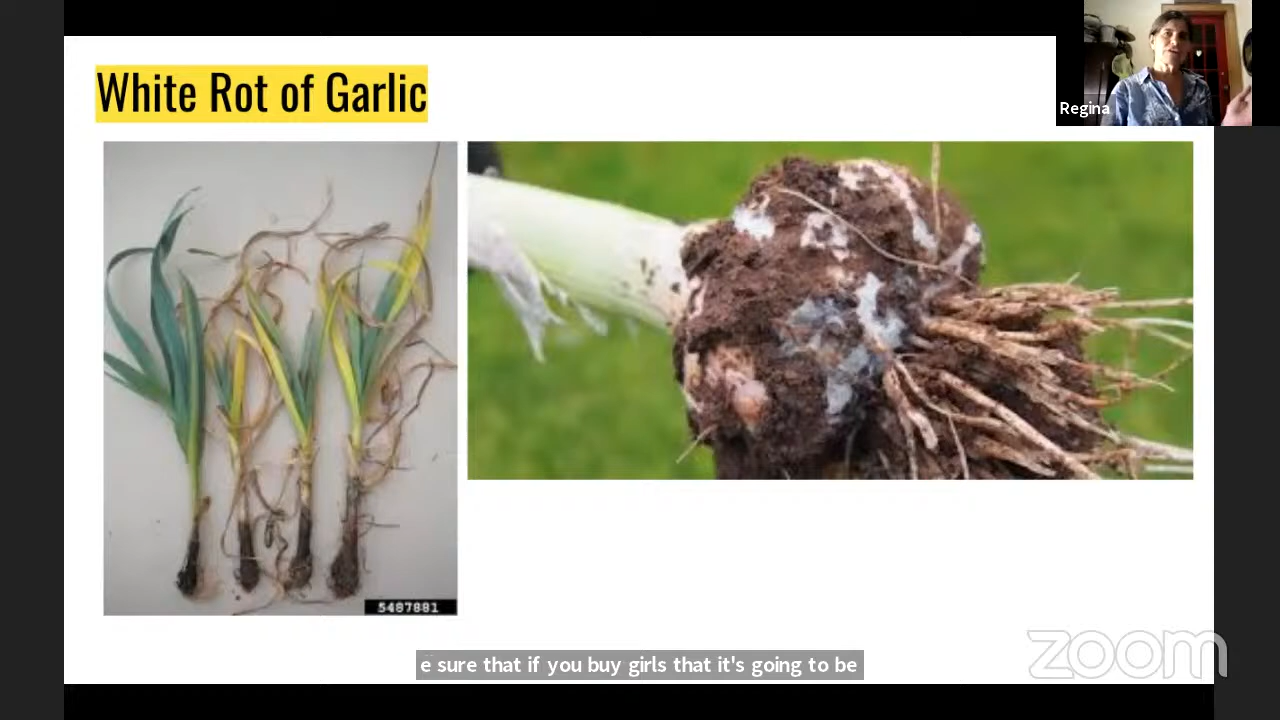 White Rot of Garlic
Regina
5487881
e sure that if you buy girls that it's going to be
zoom